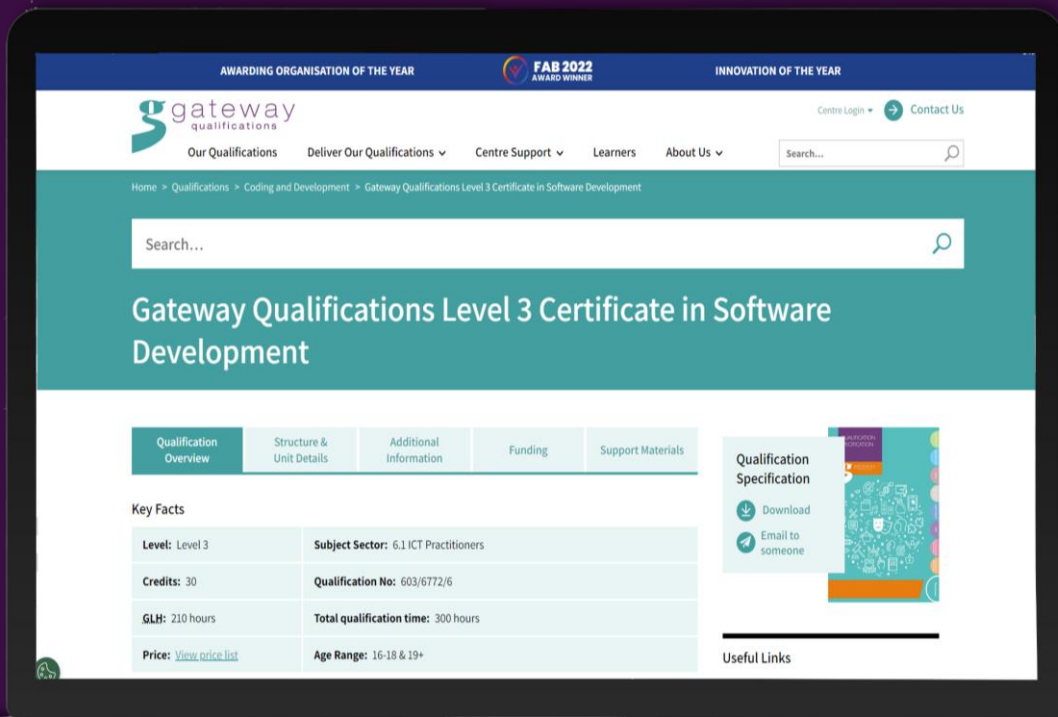 AWARDING ORGANISATION OF THE YEAR
FAB 2022
AWARD WINNER
INNOVATION OF THE YEAR
gateway
qualifications
Centre Login
Contact Us
Our Qualifications
Deliver Our Qualifications
Centre Support
Learners
About Us
Search...
Home > Qualifications > Coding and Development > Gateway Qualifications Level 3 Certificate in Software Development
Search...
Gateway Qualifications Level 3 Certificate in Software
Development
Qualification
Overview
Structure &
Unit Details
Additional
Information
Funding
Support Materials
Key Facts
Level: Level 3
Subject Sector: 6.1 ICT Practitioners
Credits: 30
Qualification No: 603/6772/6
GLH: 210 hours
Total qualification time: 300 hours
Price: View price list
Age Range: 16-18 & 19+
Qualification
Specification
Download
Email to
someone
Useful Links